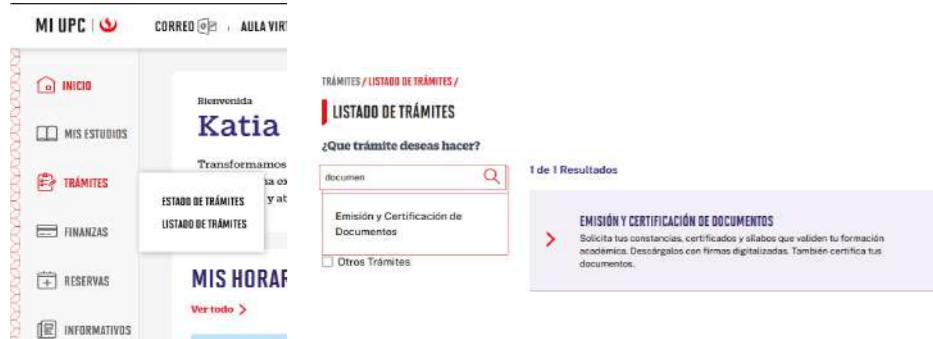 MI UPC
CORREO
AULA VIR
INICIO
MIS ESTUDIOS
TRÁMITES
FINANZAS
RESERVAS
INFORMATIVOS
ESTADO DE TRÁMITES
LISTADO DE TRÁMITES
Bienvenida
Katia
Transformamos
y at
MIS HORAR
Ver todo
TRÁMITES / LISTADO DE TRÁMITES /
LISTADO DE TRÁMITES
¿Que trámite deseas hacer?
documen
Emisión y Certificación de
Documentos
Otros Trámites
1 de 1 Resultados
EMISIÓN Y CERTIFICACIÓN DE DOCUMENTOS
Solicita tus constancias, certificados y sílabos que validen tu formación
académica. Descárgalos con firmas digitalizadas. También certifica tus
documentos.